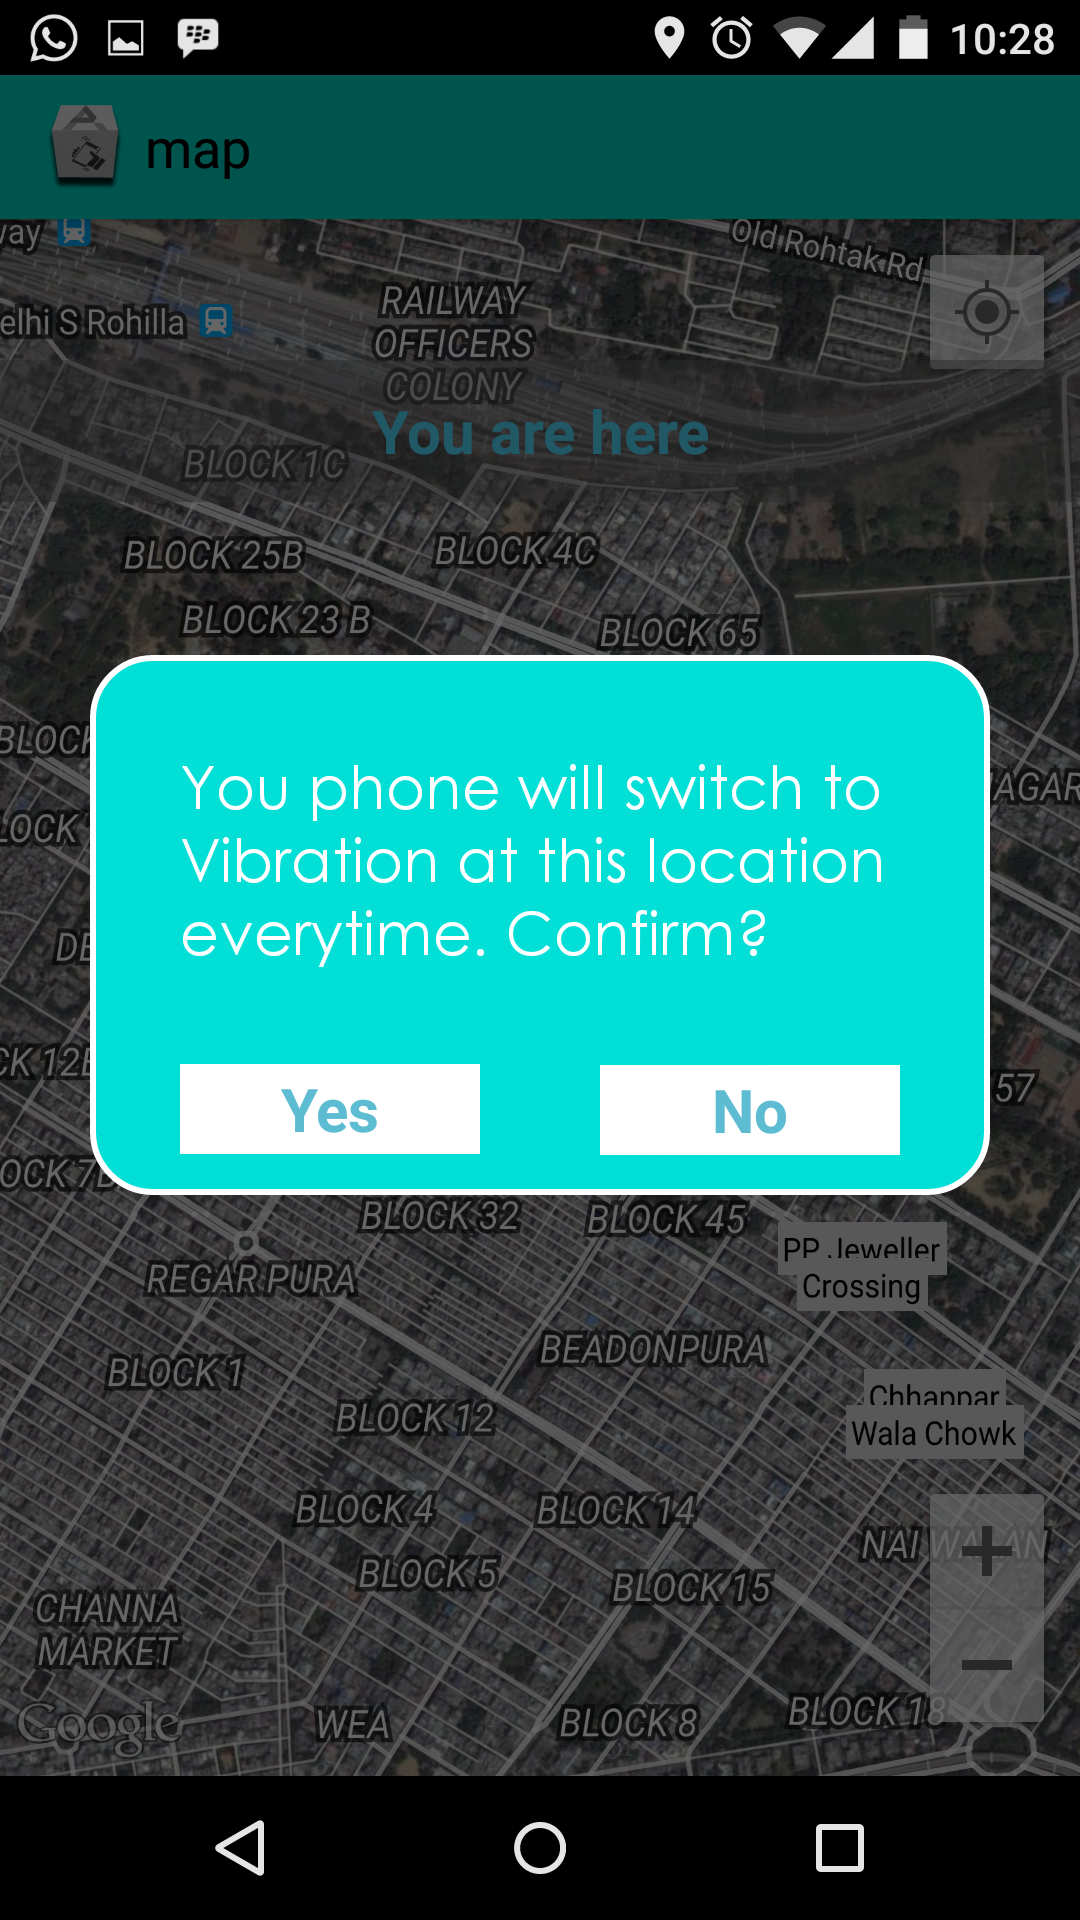 10:28
map
way
Old Rohtak Rd
elhi S Rohilla
RAILWAY
OFFICERS
COLONY
You are here
BLOCK 1C
BLOCK 25B
BLOCK 4C
BLOCK 23 B
BLOCK 65
BLOCK
NAGAR
LOCK
You phone will switch to
Vibration at this location
everytime. Confirm?
DE
CK 12E
57
Yes
No
OCK 7B
BLOCK 32
BLOCK 45
PP Jeweller
Crossing
REGAR PURA
BEADONPURA
BLOCK 1
Chhappar
Wala Chowk
BLOCK 12
BLOCK 4
BLOCK 14
NAI WALAN
BLOCK 5
BLOCK 15
CHANNA
MARKET
Google
WEA
BLOCK 8
BLOCK 18